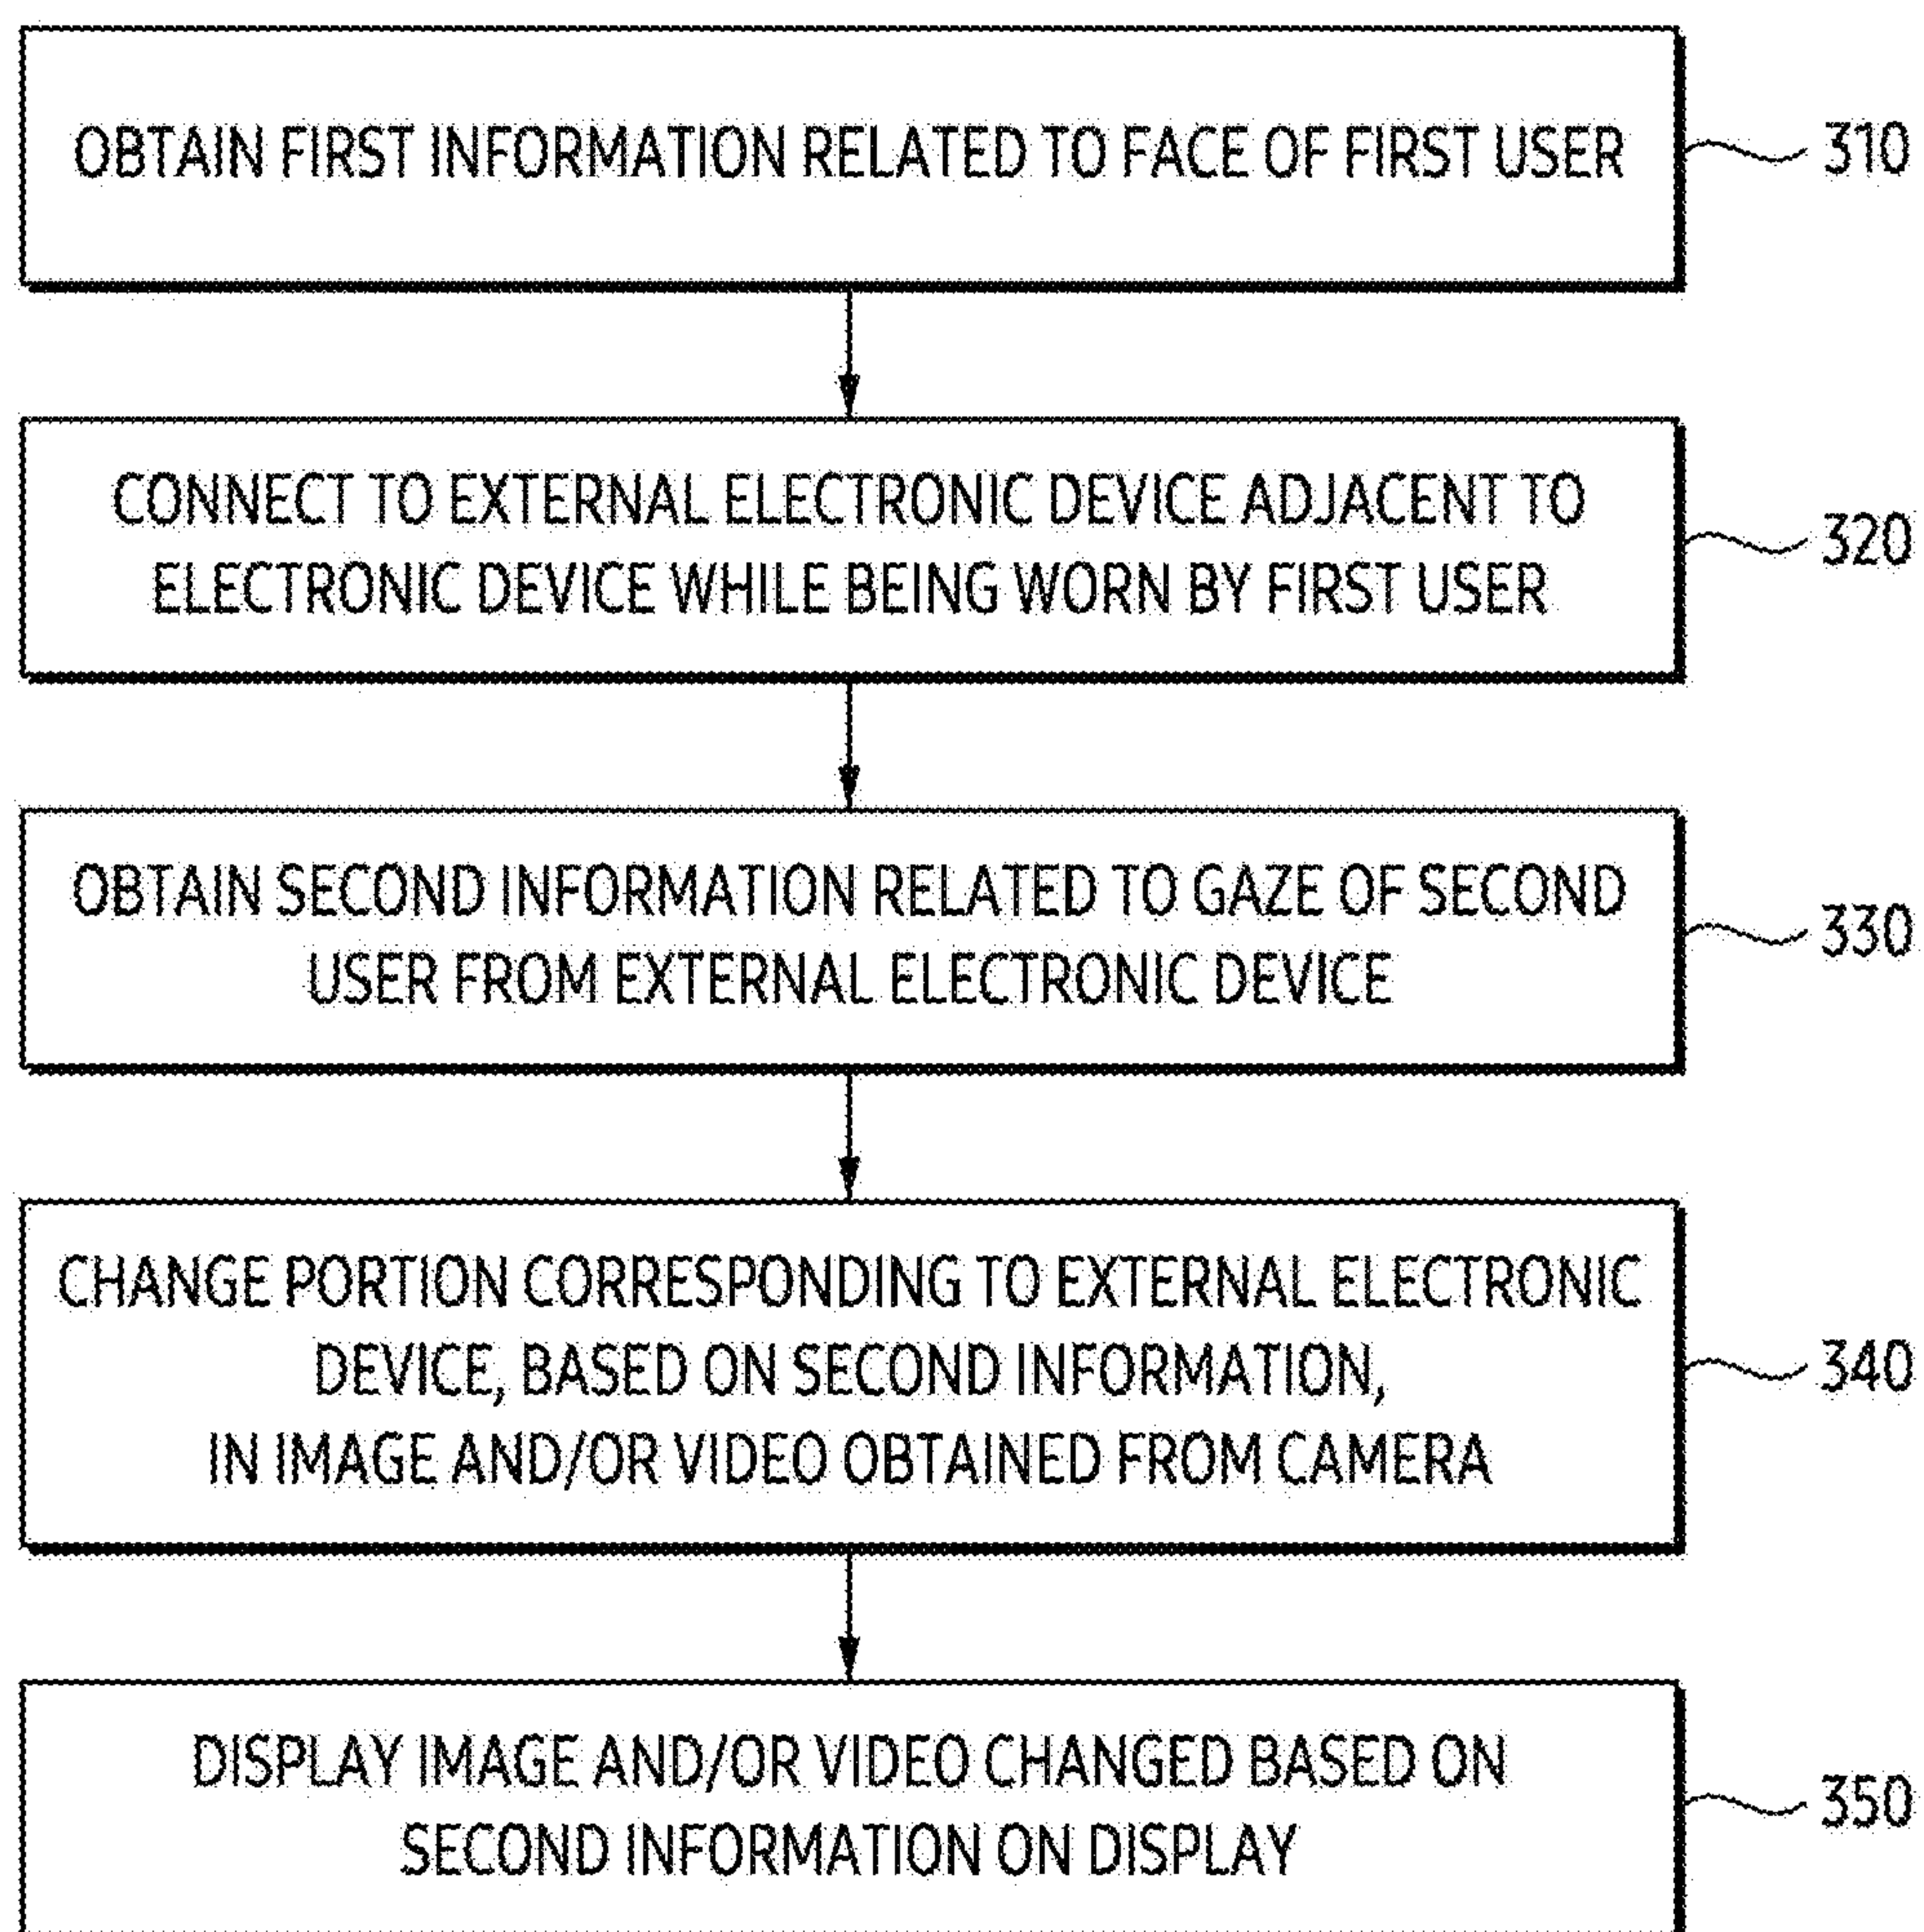 OBTAIN FIRST INFORMATION RELATED TO FACE OF FIRST USER
310
CONNECT TO EXTERNAL ELECTRONIC DEVICE ADJACENT TO
ELECTRONIC DEVICE WHILE BEING WORN BY FIRST USER
320
OBTAIN SECOND INFORMATION RELATED TO GAZE OF SECOND
USER FROM EXTERNAL ELECTRONIC DEVICE
330
CHANGE PORTION CORRESPONDING TO EXTERNAL ELECTRONIC
DEVICE, BASED ON SECOND INFORMATION,
IN IMAGE AND/OR VIDEO OBTAINED FROM CAMERA
340
DISPLAY IMAGE AND/OR VIDEO CHANGED BASED ON
SECOND INFORMATION ON DISPLAY
350